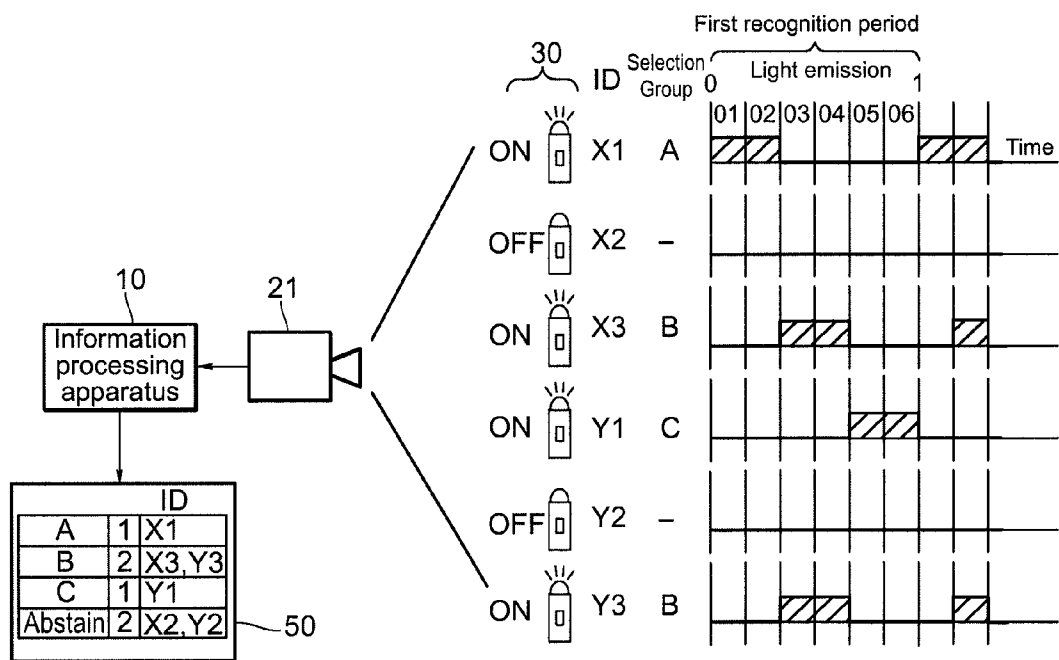 First recognition period
30
ID
Selection
Group
0
Light emission
1
01 02 03 04 05 06
ON X1 A
Time
OFF X2 –
10
21
Information
processing
apparatus
ON X3 B
ON Y1 C
ID
A 1 X1
B 2 X3,Y3
C 1 Y1
Abstain 2 X2,Y2
50
OFF Y2 –
ON Y3 B